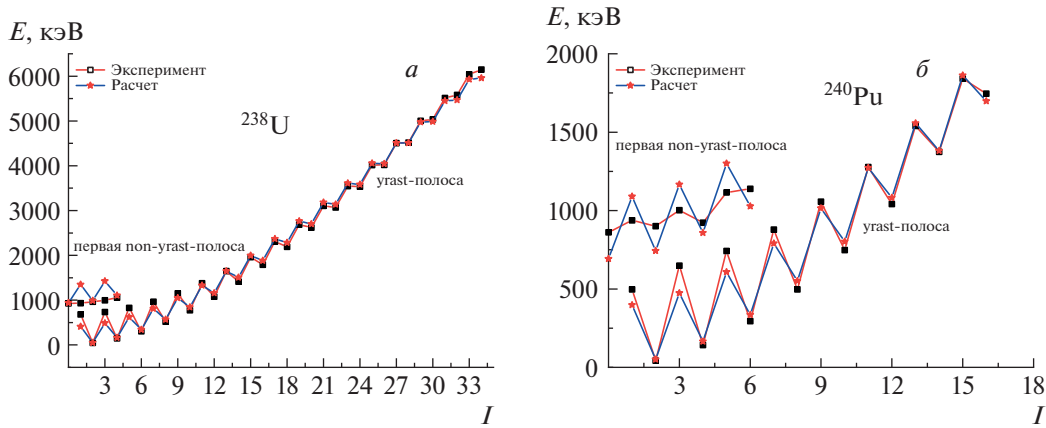 E, кэВ
6000
5000
4000
3000
2000
1000
0
Эксперимент
Расчет
а
238U
yrast-полоса
первая non-yrast-полоса
3 6 9 12 15 18 21 24 27 30 33
I
E, кэВ
2000
1500
1000
500
0
Эксперимент
Расчет
б
240Pu
первая non-yrast-полоса
yrast-полоса
3 6 9 12 15 18
I